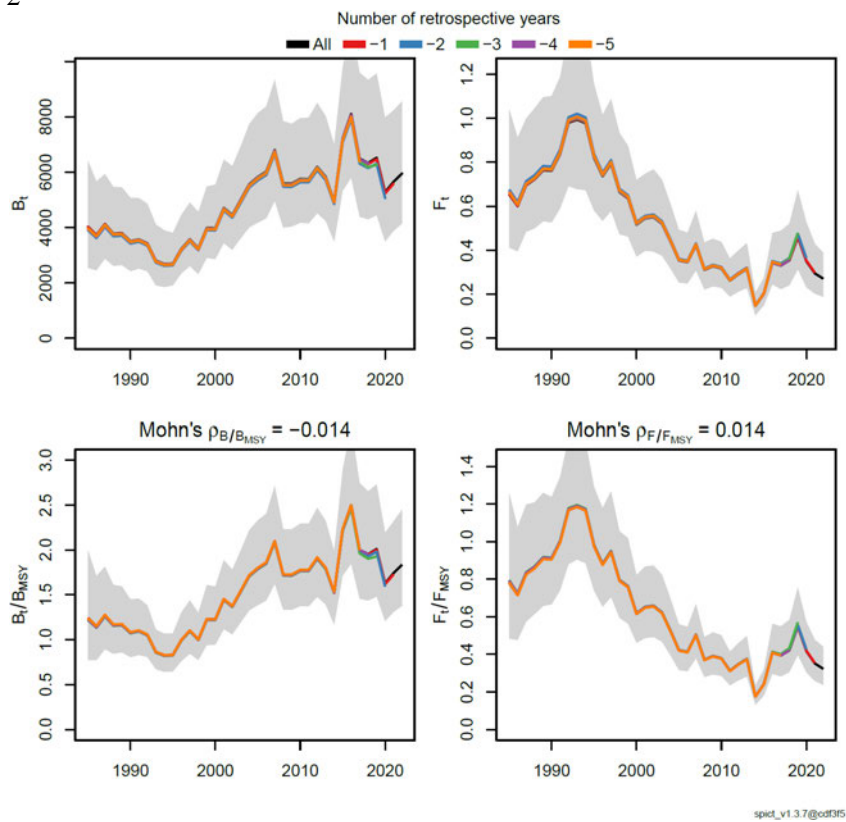 2
Number of retrospective years
All −1 −2 −3 −4 −5
B_t
0 2000 4000 6000 8000
1990 2000 2010 2020
F_t
0.0 0.2 0.4 0.6 0.8 1.0 1.2
1990 2000 2010 2020
Mohn's ρ_B/B_MSY = −0.014
B_t/B_MSY
0.0 0.5 1.0 1.5 2.0 2.5 3.0
1990 2000 2010 2020
Mohn's ρ_F/F_MSY = 0.014
F_t/F_MSY
0.0 0.2 0.4 0.6 0.8 1.0 1.2 1.4
1990 2000 2010 2020